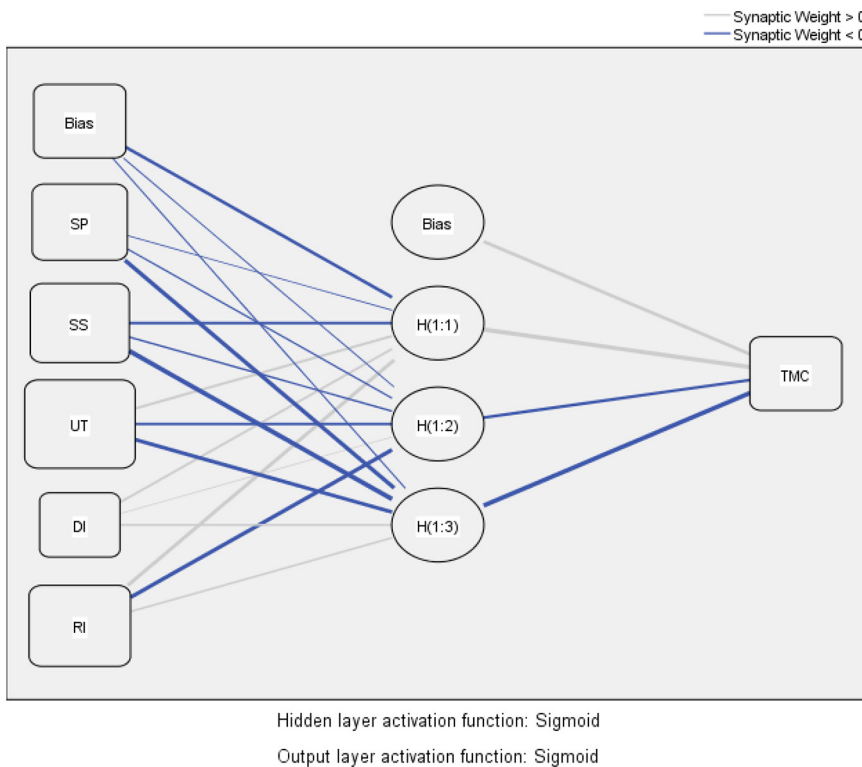 Synaptic Weight > 0
Synaptic Weight < 0
Bias
SP
SS
UT
DI
RI
Bias
H(1:1)
H(1:2)
H(1:3)
TMC
Hidden layer activation function: Sigmoid
Output layer activation function: Sigmoid